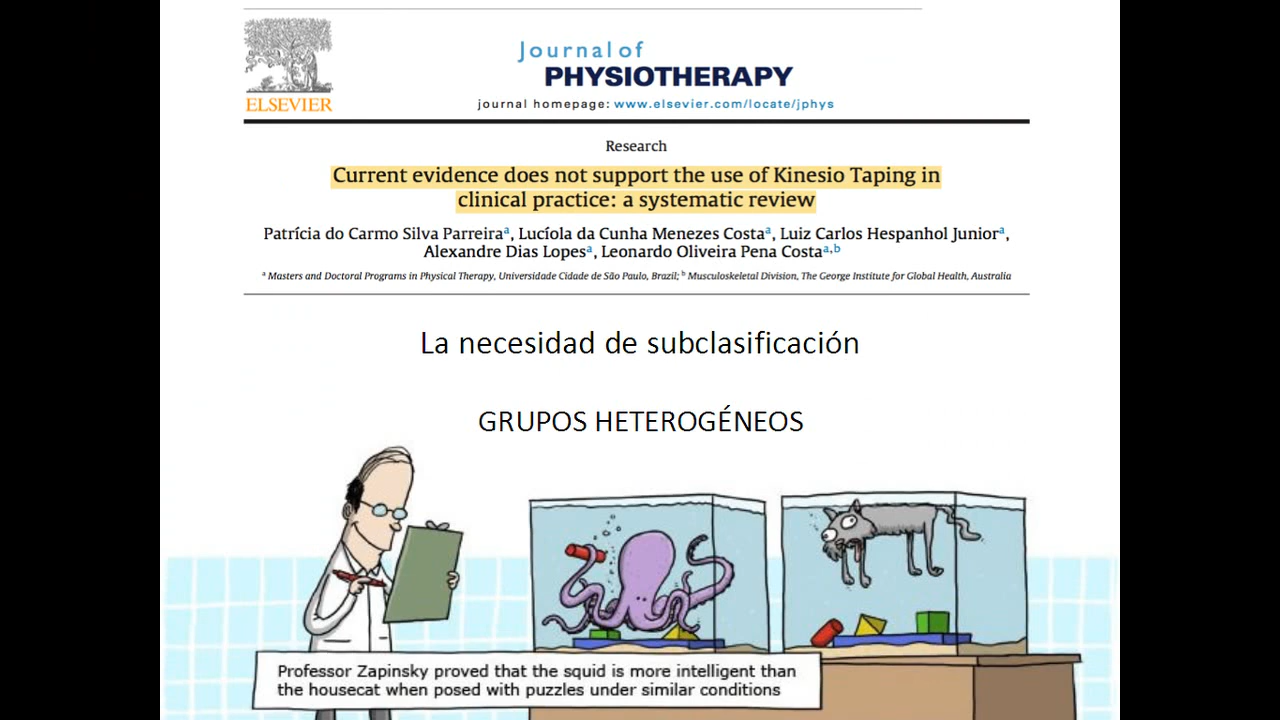 Journal of
PHYSIOTHERAPY
ELSEVIER
journal homepage: www.elsevier.com/locate/jphys
Research
Current evidence does not support the use of Kinesio Taping in
clinical practice: a systematic review
Patrícia do Carmo Silva Parreiraᵃ, Lucíola da Cunha Menezes Costaᵃ, Luiz Carlos Hespanhol Juniorᵃ,
Alexandre Dias Lopesᵃ, Leonardo Oliveira Pena Costaᵃ,ᵇ
ᵃ Masters and Doctoral Programs in Physical Therapy, Universidade Cidade de São Paulo, Brazil; ᵇ Musculoskeletal Division, The George Institute for Global Health, Australia
La necesidad de subclasificación
GRUPOS HETEROGÉNEOS
Professor Zapinsky proved that the squid is more intelligent than
the housecat when posed with puzzles under similar conditions